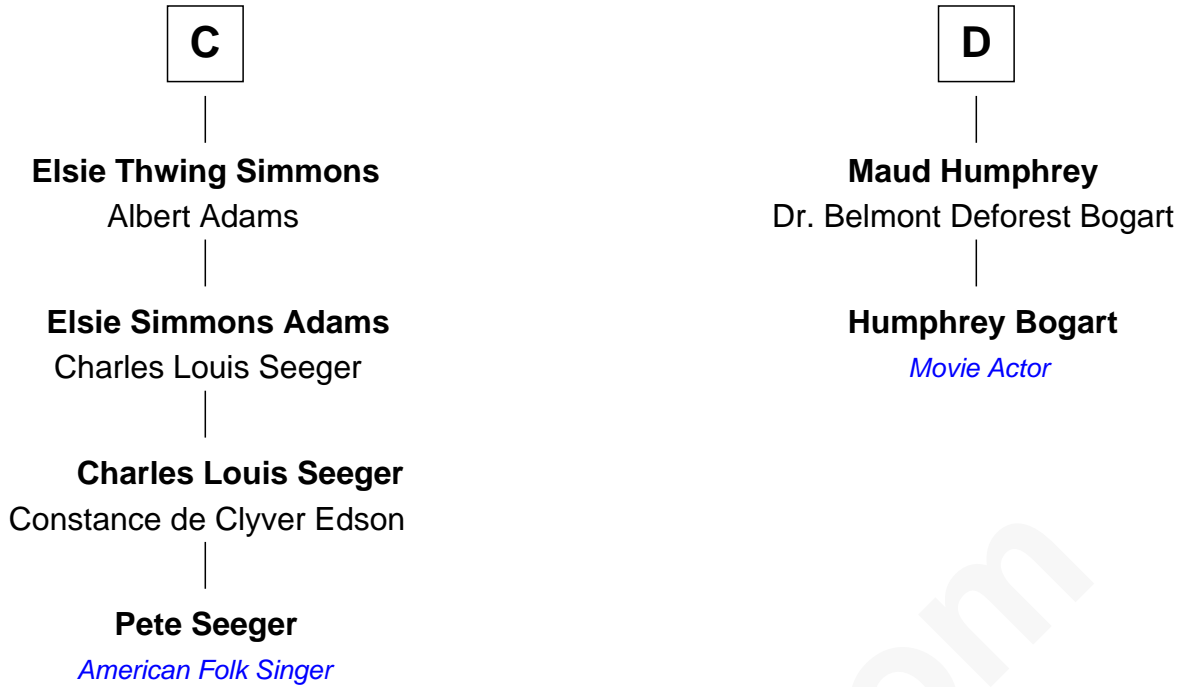 C
Elsie Thwing Simmons
Albert Adams
Elsie Simmons Adams
Charles Louis Seeger
Charles Louis Seeger
Constance de Clyver Edson
Pete Seeger
American Folk Singer
D
Maud Humphrey
Dr. Belmont Deforest Bogart
Humphrey Bogart
Movie Actor
om